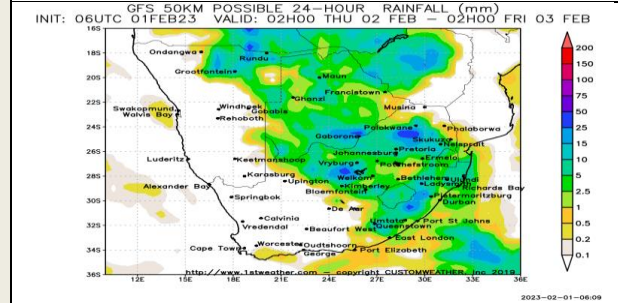 GFS 50KM POSSIBLE 24-HOUR RAINFALL (mm)
INIT: 06UTC 01FEB23 VALID: 02H00 THU 02 FEB – 02H00 FRI 03 FEB
16S
Ondangwa
Rundu
200
18S
150
Grootfontein
100
20S
Maun
75
Francistown
Ghanzi
22S
Musina
50
Swakopmund
Windhoek
Gobabis
Walvis Bay
Rehoboth
25
24S
Polokwane
Phalaborwa
20
Gaborone
Skukuza
Nelspruit
15
26S
Pretoria
Johannesburg
Ermelo
10
Luderitz
Keetmanshoop
Vryburg
Potchefstroom
5
28S
Karasburg
Welkom
Bethlehem
Ulundi
Upington
Ladysmith
2.5
Alexander Bay
Kimberley
Richards Bay
Bloemfontein
Pietermaritzburg
1
30S
Springbok
Durban
De Aar
0.5
Calvinia
Umtata
Port St Johns
0.2
32S
Vredendal
Beaufort West
Queenstown
0.1
East London
Worcester
Oudtshoorn
34S
Cape Town
George
Port Elizabeth
http://www.1stweather.com – copyright CUSTOMWEATHER, inc 2019
36S
12E 15E 18E 21E 24E 27E 30E 33E 36E
2023-02-01-06:09